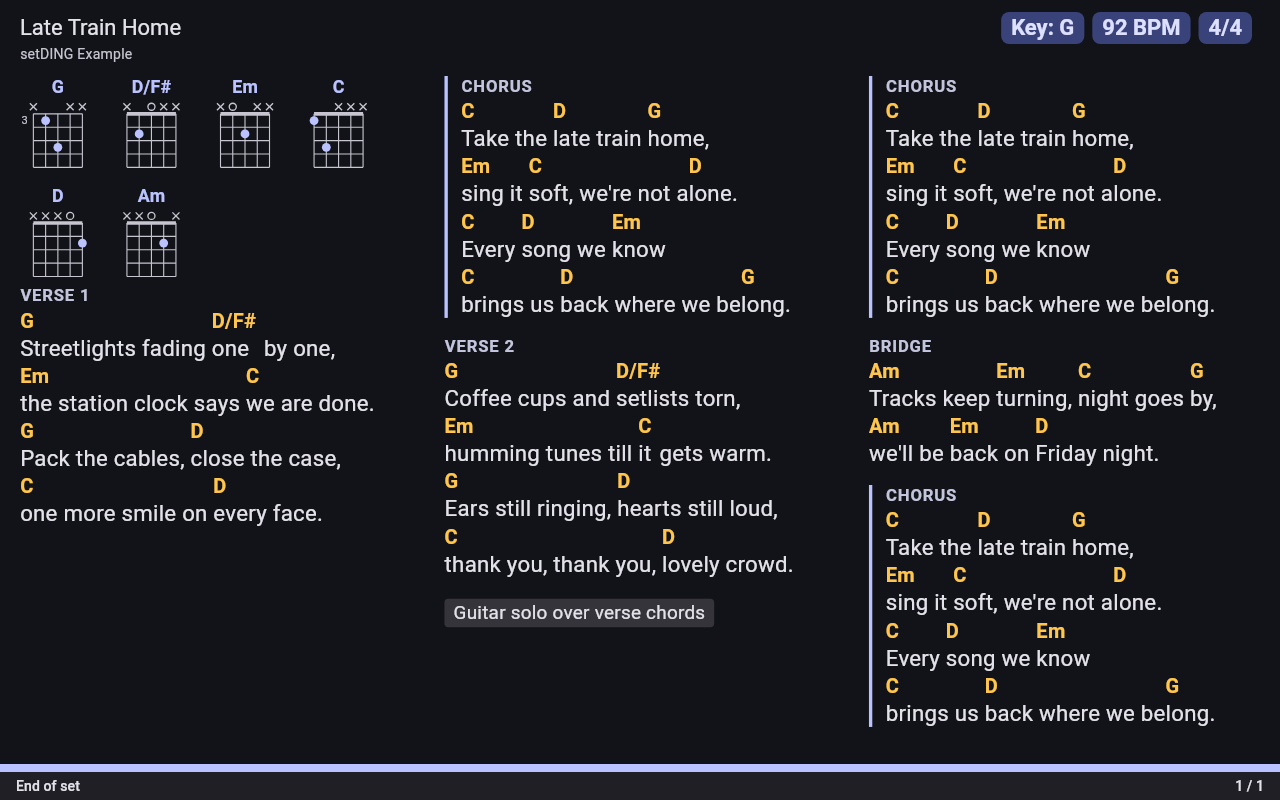 Late Train Home
setDING Example
Key: G 92 BPM 4/4
G D/F# Em C
× × × × ○ × × × ○ × × × × ×
3
D Am
× × × ○ × × ○ ×
VERSE 1
G D/F#
Streetlights fading one by one,
Em C
the station clock says we are done.
G D
Pack the cables, close the case,
C D
one more smile on every face.
CHORUS
C D G
Take the late train home,
Em C D
sing it soft, we're not alone.
C D Em
Every song we know
C D G
brings us back where we belong.
VERSE 2
G D/F#
Coffee cups and setlists torn,
Em C
humming tunes till it gets warm.
G D
Ears still ringing, hearts still loud,
C D
thank you, thank you, lovely crowd.
Guitar solo over verse chords
CHORUS
C D G
Take the late train home,
Em C D
sing it soft, we're not alone.
C D Em
Every song we know
C D G
brings us back where we belong.
BRIDGE
Am Em C G
Tracks keep turning, night goes by,
Am Em D
we'll be back on Friday night.
CHORUS
C D G
Take the late train home,
Em C D
sing it soft, we're not alone.
C D Em
Every song we know
C D G
brings us back where we belong.
End of set
1 / 1